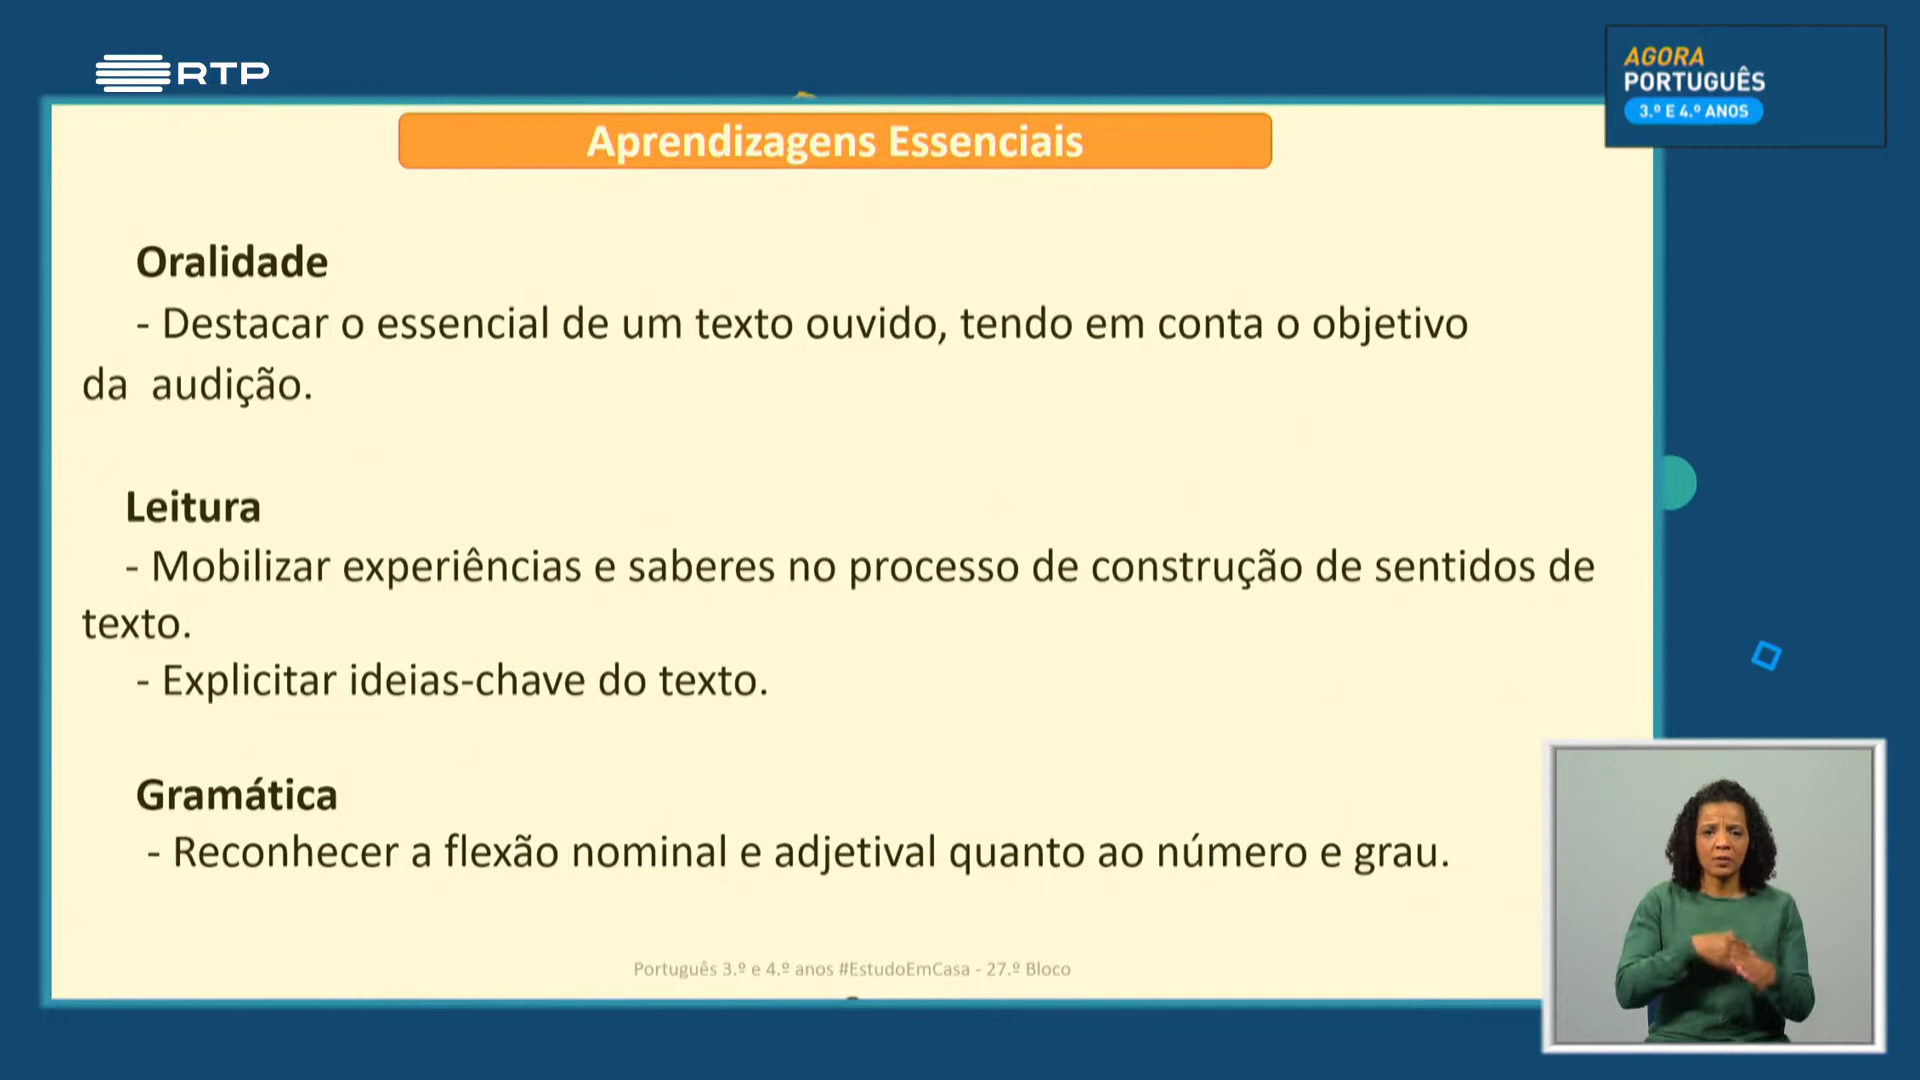 RTP
AGORA
PORTUGUÊS
3.º E 4.º ANOS
Aprendizagens Essenciais
Oralidade
- Destacar o essencial de um texto ouvido, tendo em conta o objetivo
da audição.
Leitura
- Mobilizar experiências e saberes no processo de construção de sentidos de
texto.
- Explicitar ideias-chave do texto.
Gramática
- Reconhecer a flexão nominal e adjetival quanto ao número e grau.
Português 3.º e 4.º anos #EstudoEmCasa - 27.º Bloco